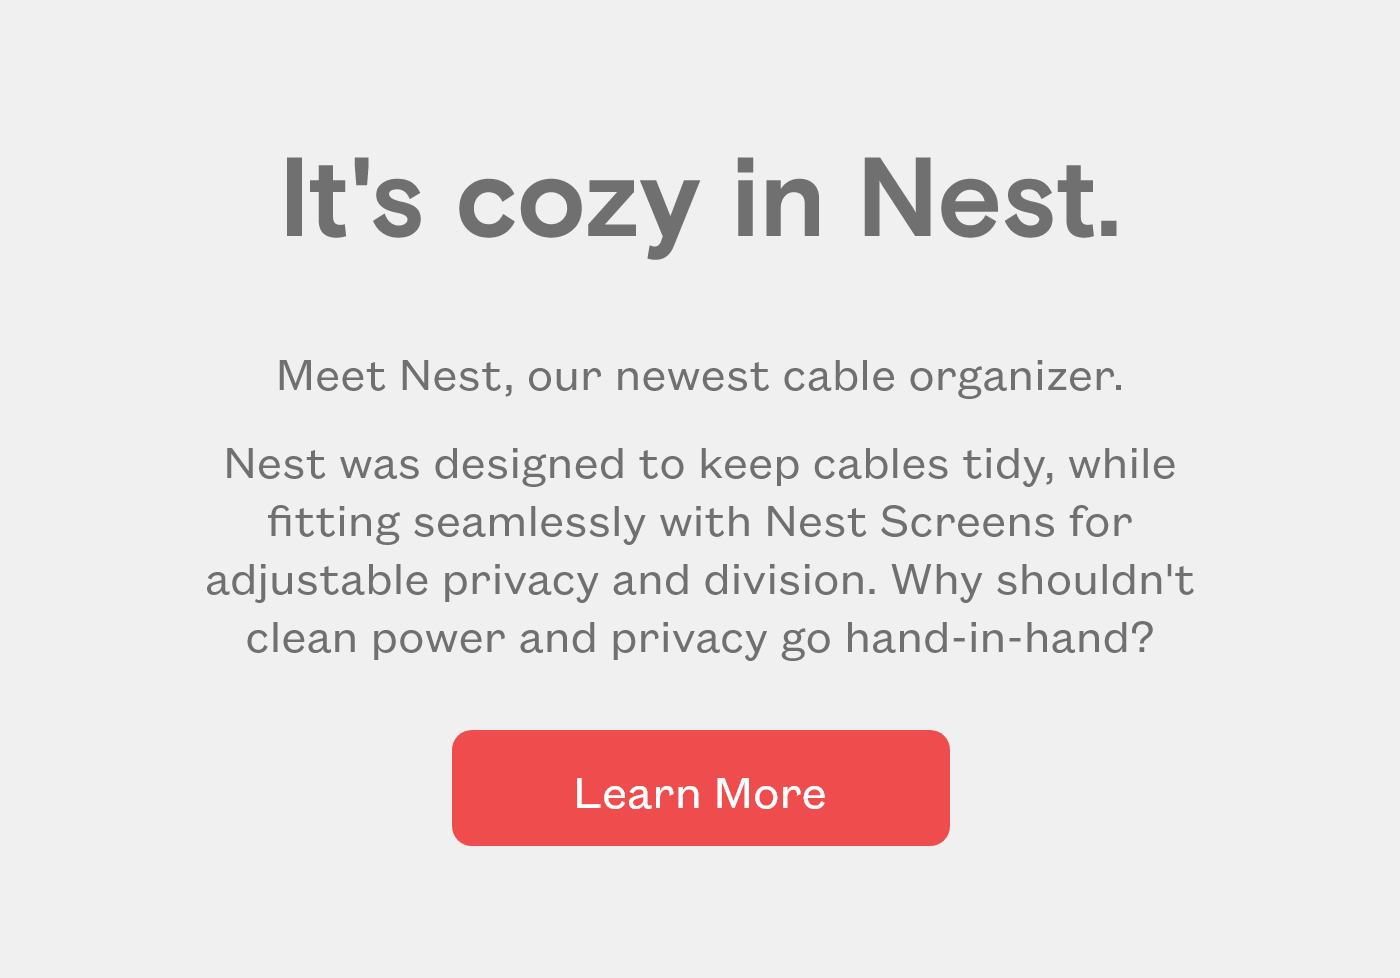 It's cozy in Nest.
Meet Nest, our newest cable organizer.
Nest was designed to keep cables tidy, while
fitting seamlessly with Nest Screens for
adjustable privacy and division. Why shouldn't
clean power and privacy go hand-in-hand?
Learn More